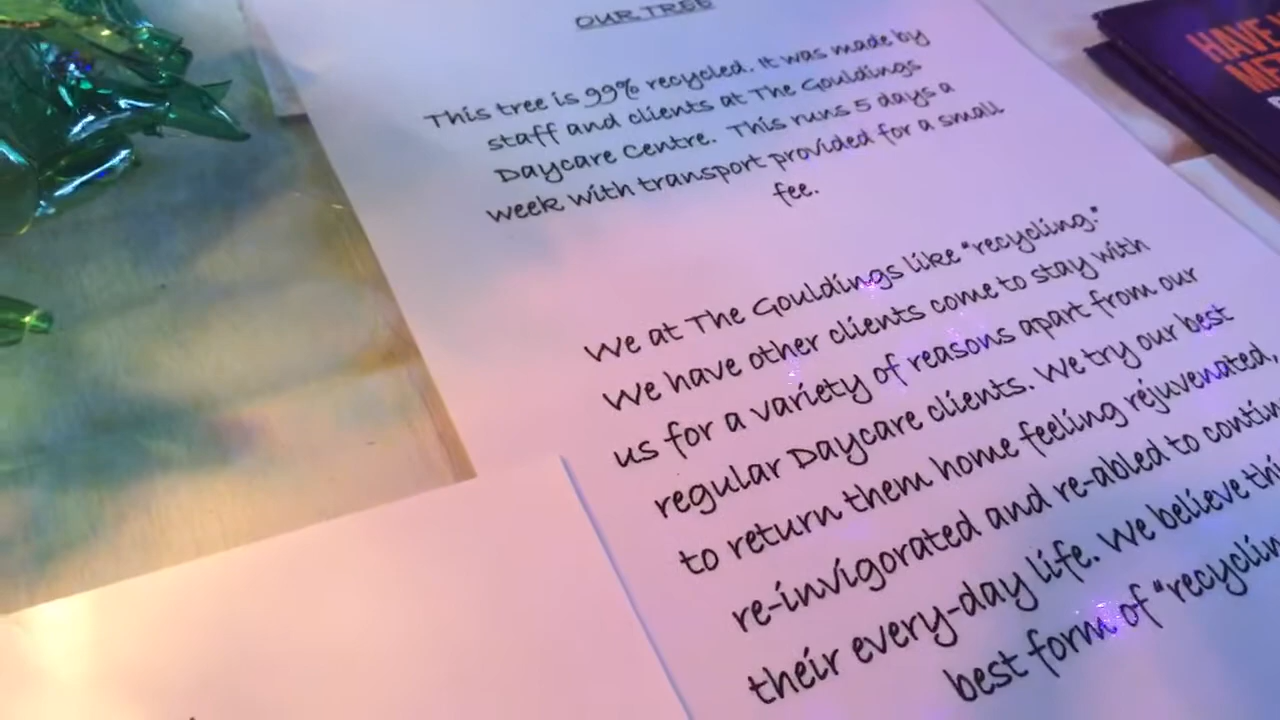 OUR TREE
This tree is 99% recycled. It was made by
staff and clients at The Gouldings
Daycare Centre. This runs 5 days a
week with transport provided for a small
fee.
We at The Gouldings like "recycling."
We have other clients come to stay with
us for a variety of reasons apart from our
regular Daycare clients. We try our best
to return them home feeling rejuvenated,
re-invigorated and re-abled to
their every-day life. We believe
best form of
HAVE